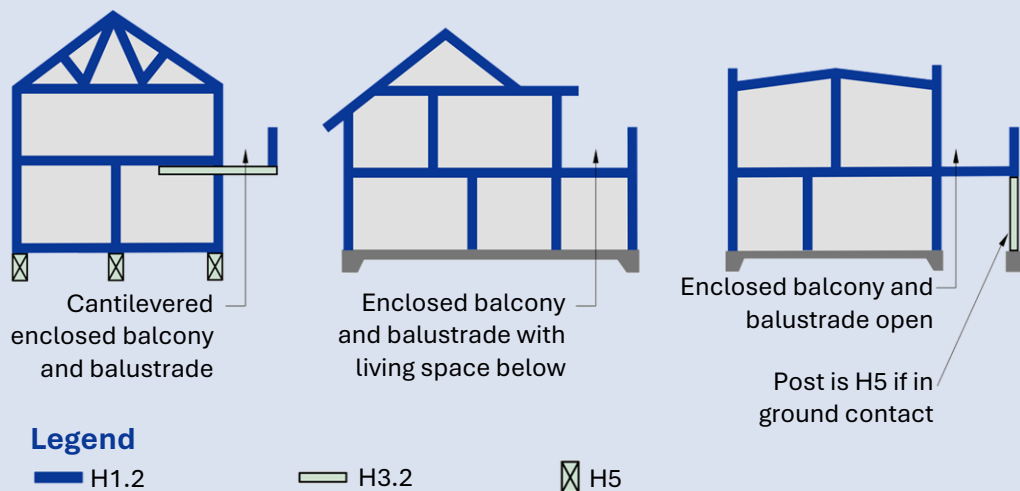 Cantilevered
enclosed balcony
and balustrade
Enclosed balcony
and balustrade with
living space below
Enclosed balcony and
balustrade open
Post is H5 if in
ground contact
Legend
H1.2
H3.2
H5